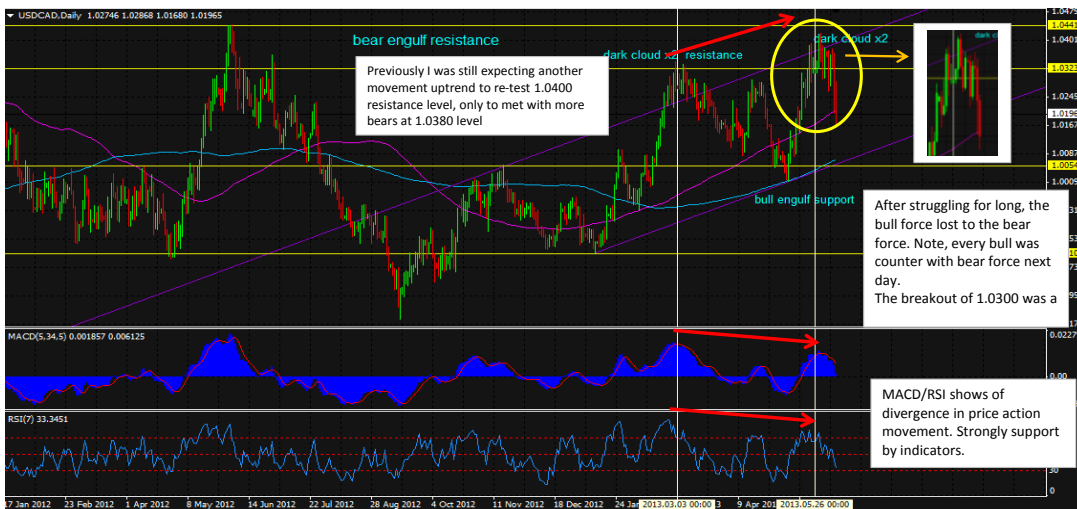 USDCAD,Daily 1.02746 1.02868 1.01680 1.01965
bear engulf resistance
Previously I was still expecting another
movement uptrend to re-test 1.0400
resistance level, only to met with more
bears at 1.0380 level
dark cloud x2 resistance
dark cloud x2
bull engulf support
After struggling for long, the
bull force lost to the bear
force. Note, every bull was
counter with bear force next
day.
The breakout of 1.0300 was a
1.0479
1.0441
1.0401
1.0323
1.0245
1.0196
1.0167
1.0087
1.0054
1.0009
MACD(5,34,5) 0.001857 0.006125
0.0227
0.00
MACD/RSI shows of
divergence in price action
movement. Strongly support
by indicators.
RSI(7) 33.3451
30
0
17 Jan 2012 23 Feb 2012 1 Apr 2012 8 May 2012 14 Jun 2012 22 Jul 2012 28 Aug 2012 4 Oct 2012 11 Nov 2012 18 Dec 2012 24 Jan 2013.03.03 00:00 3 9 Apr 201 2013.05.26 00:00